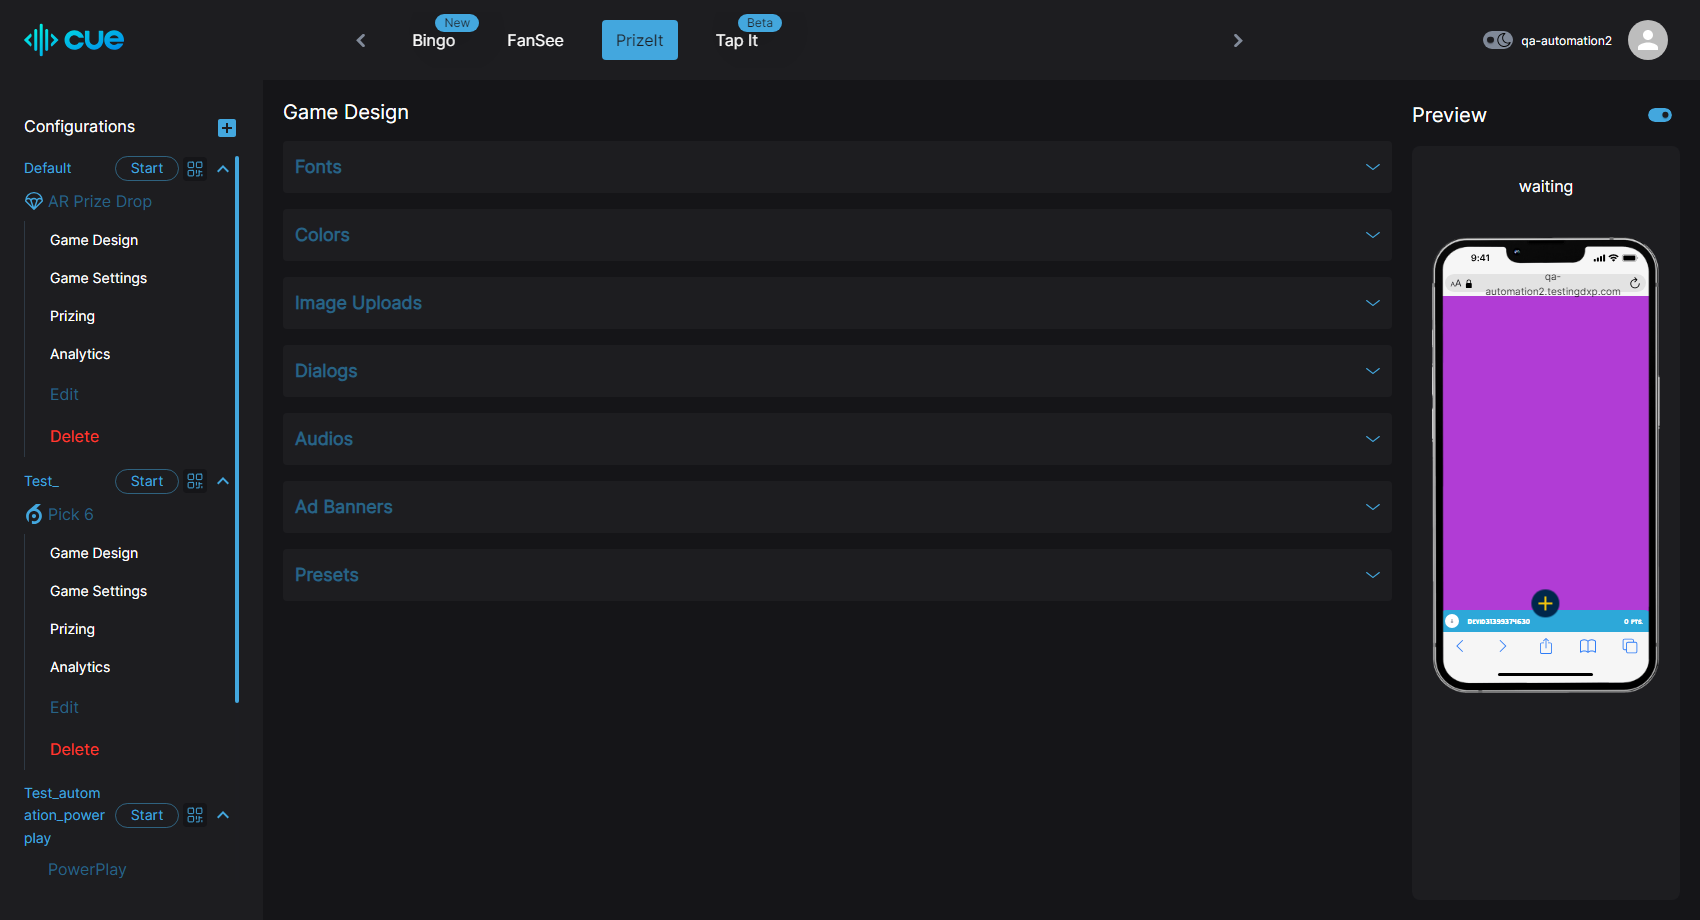 cue
New
Bingo
FanSee
PrizeIt
Beta
Tap It
qa-automation2
Configurations
Default
Start
AR Prize Drop
Game Design
Game Settings
Prizing
Analytics
Edit
Delete
Test_
Start
Pick 6
Game Design
Game Settings
Prizing
Analytics
Edit
Delete
Test_autom
ation_power
play
Start
PowerPlay
Game Design
Fonts
Colors
Image Uploads
Dialogs
Audios
Ad Banners
Presets
Preview
waiting
9:41
AA
qa-
automation2.testingdxp.com
0 PTS.